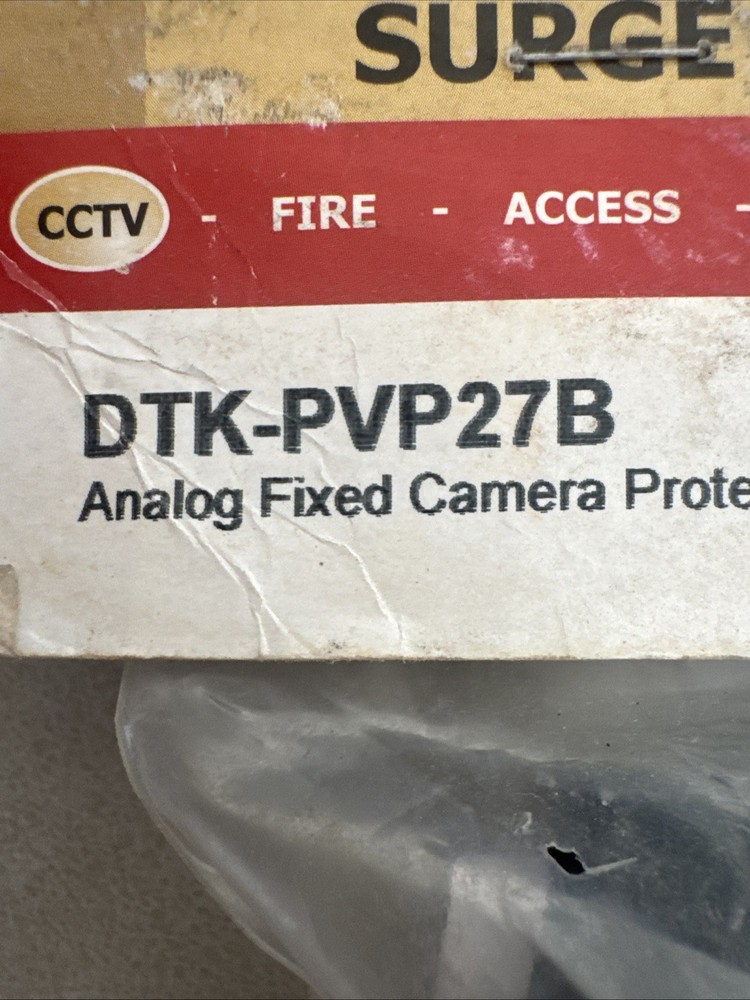 SURGE
CCTV - FIRE - ACCESS -
DTK-PVP27B
Analog Fixed Camera Prote